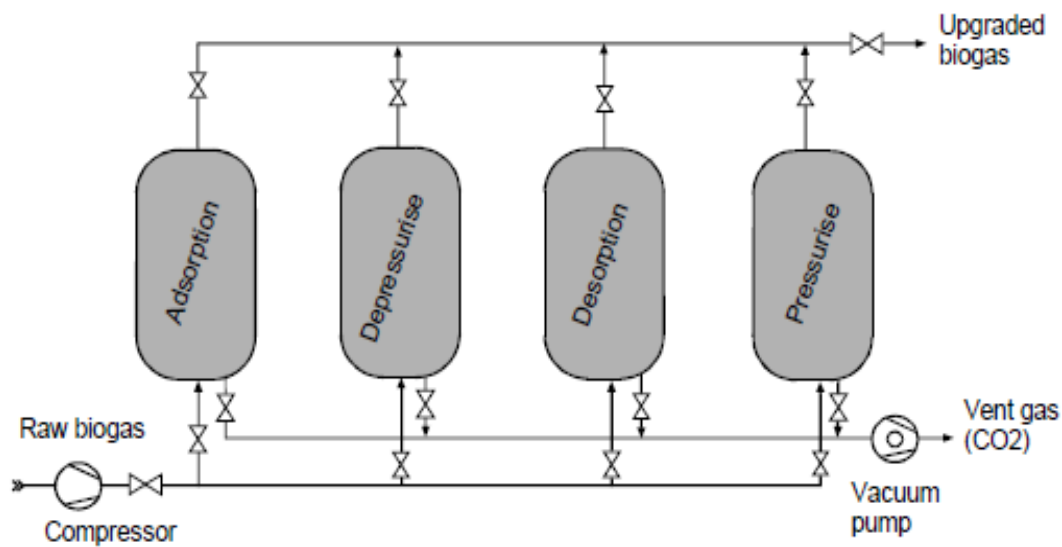 Upgraded
biogas
Adsorption
Depressurise
Desorption
Pressurise
Raw biogas
Compressor
Vent gas
(CO2)
Vacuum
pump